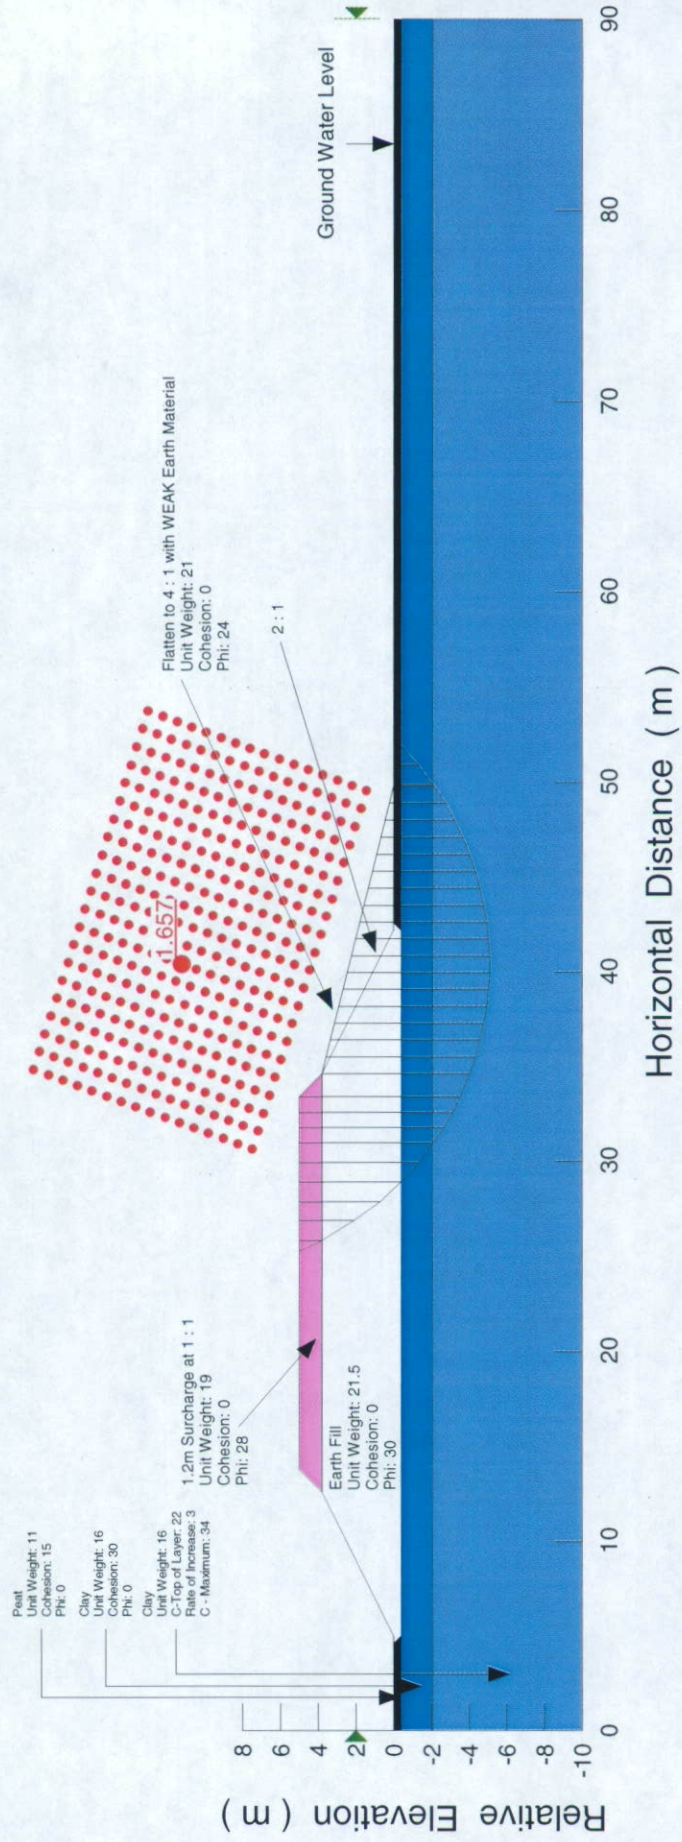 Peat
Unit Weight: 11
Cohesion: 15
Phi: 0
Clay
Unit Weight: 16
Cohesion: 30
Phi: 0
Clay
Unit Weight: 16
C-Top of Layer: 22
Rate of Increase: 3
C - Maximum: 34
1.2m Surcharge at 1 : 1
Unit Weight: 19
Cohesion: 0
Phi: 28
Earth Fill
Unit Weight: 21.5
Cohesion: 0
Phi: 30
1.657
Flatten to 4 : 1 with WEAK Earth Material
Unit Weight: 21
Cohesion: 0
Phi: 24
2 : 1
Ground Water Level
Relative Elevation ( m )
8
6
4
2
0
-2
-4
-6
-8
-10
0
10
20
30
40
50
60
70
80
90
Horizontal Distance ( m )